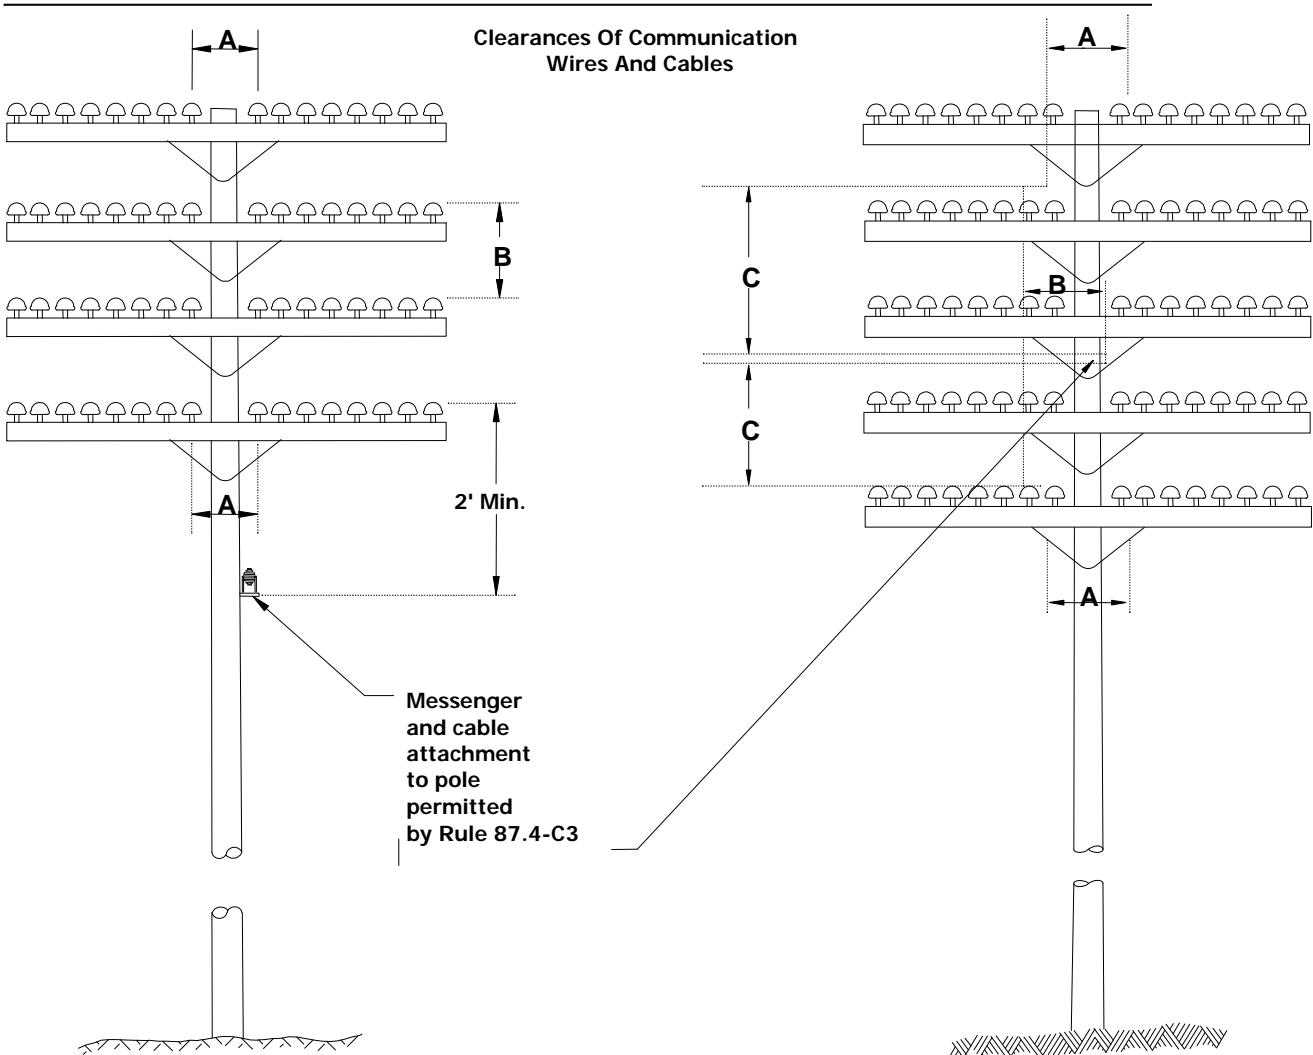 Clearances Of Communication
Wires And Cables
A
A
B
C
B
C
2' Min.
A
A
Messenger
and cable
attachment
to pole
permitted
by Rule 87.4-C3